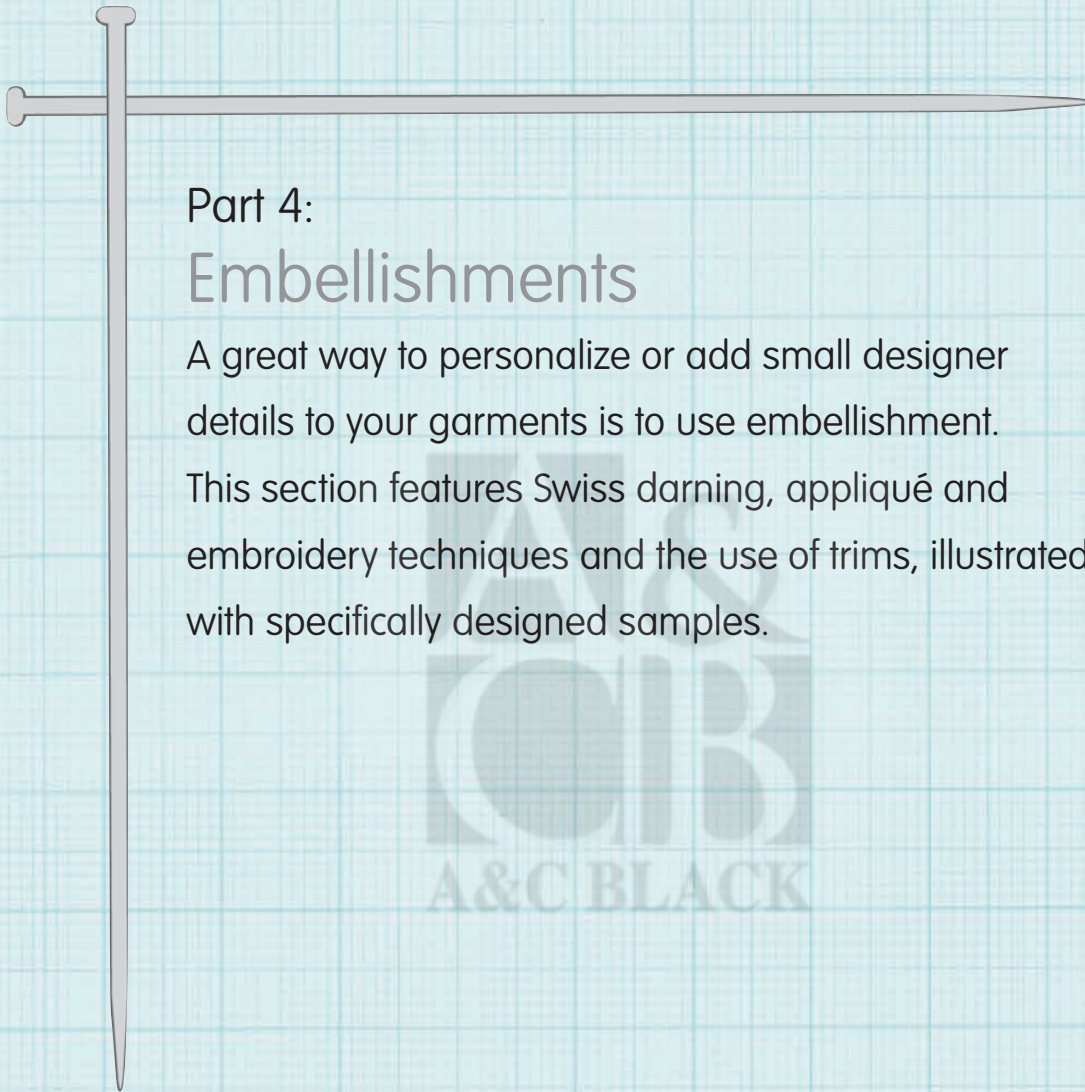 Part 4:
Embellishments
A great way to personalize or add small designer
details to your garments is to use embellishment.
This section features Swiss darning, appliqué and
embroidery techniques and the use of trims, illustrated
with specifically designed samples.
A&
CB
A&C BLACK